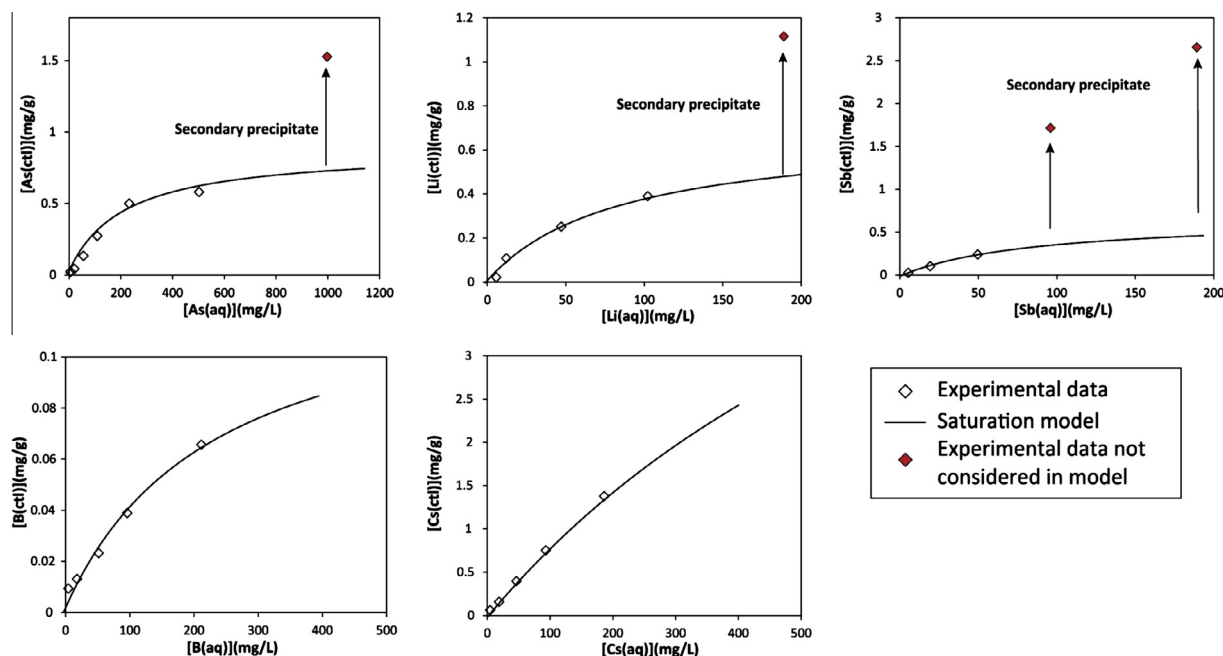 [As(ctl)](mg/g)
1.5
1
0.5
0
Secondary precipitate
0 200 400 600 800 1000 1200
[As(aq)](mg/L)
[Li(ctl)](mg/g)
1.2
1
0.8
0.6
0.4
0.2
0
Secondary precipitate
0 50 100 150 200
[Li(aq)](mg/L)
[Sb(ctl)](mg/g)
3
2.5
2
1.5
1
0.5
0
Secondary precipitate
0 50 100 150 200
[Sb(aq)](mg/L)
[B(ctl)](mg/g)
0.1
0.08
0.06
0.04
0.02
0
0 100 200 300 400 500
[B(aq)](mg/L)
[Cs(ctl)](mg/g)
3
2.5
2
1.5
1
0.5
0
0 100 200 300 400 500
[Cs(aq)](mg/L)
Experimental data
Saturation model
Experimental data not
considered in model